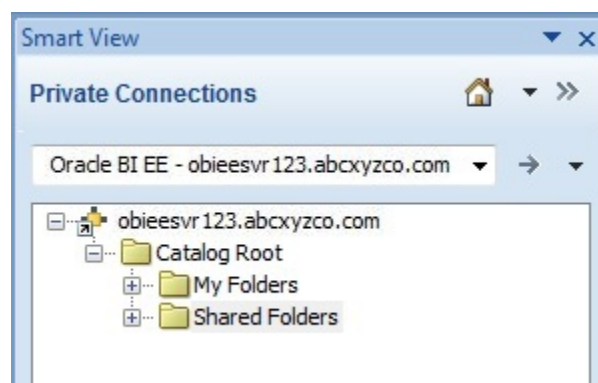 Smart View
Private Connections
Oracle BI EE - obieesvr123.abcxyzco.com
obieesvr123.abcxyzco.com
Catalog Root
My Folders
Shared Folders